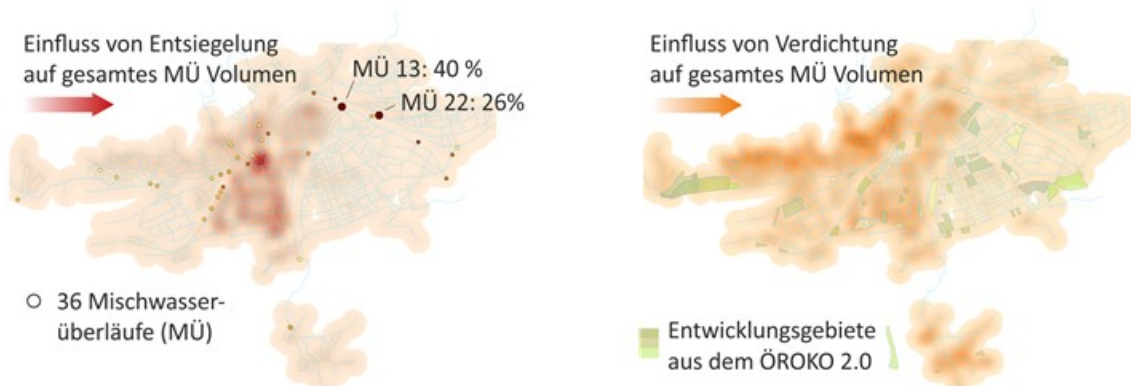 Einfluss von Entsiegelung
auf gesamtes MÜ Volumen
MÜ 13: 40 %
MÜ 22: 26%
36 Mischwasser-
überläufe (MÜ)
Einfluss von Verdichtung
auf gesamtes MÜ Volumen
Entwicklungsgebiete
aus dem ÖROKO 2.0